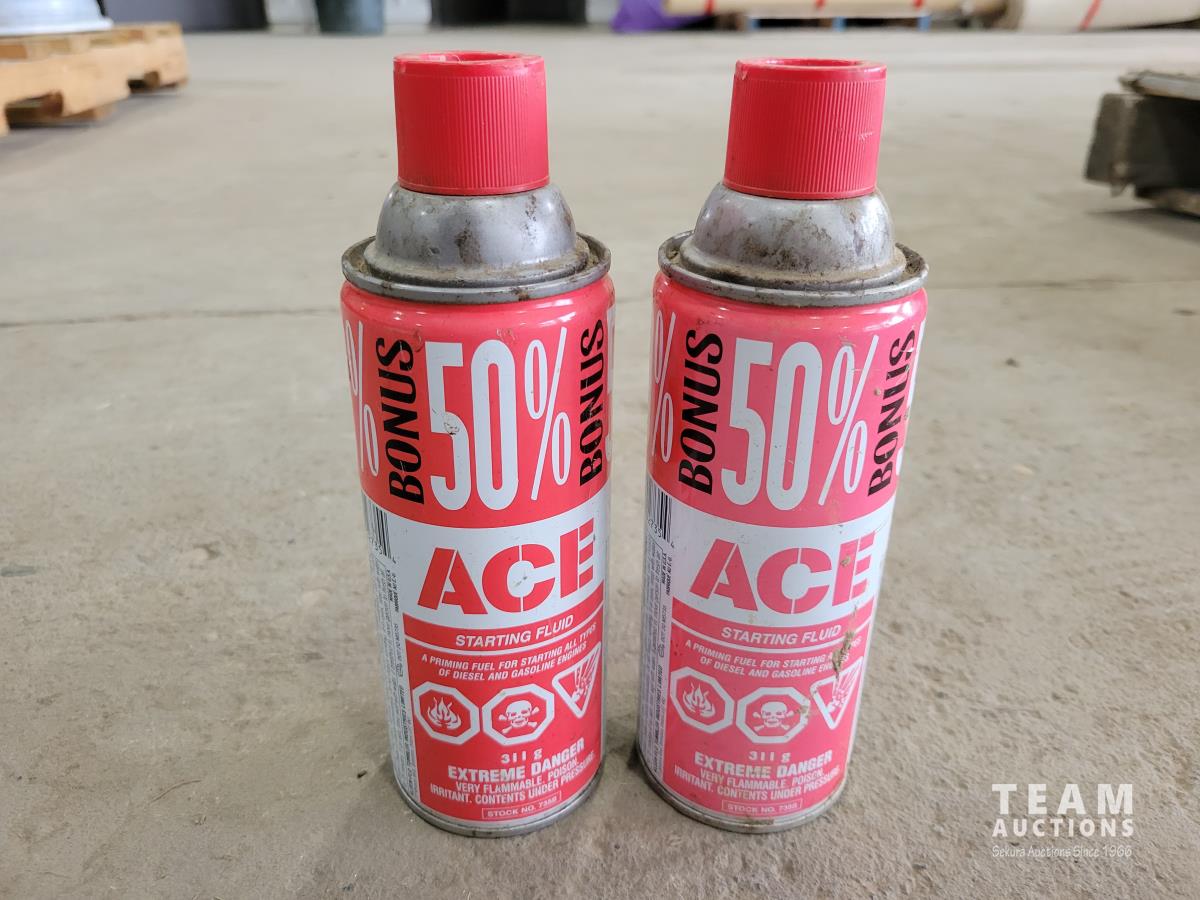 BONUS
50%
BONUS
ACE
STARTING FLUID
A PRIMING FUEL FOR STARTING ALL TYPES
OF DIESEL AND GASOLINE ENGINES
311 g
EXTREME DANGER
VERY FLAMMABLE. POISON.
IRRITANT. CONTENTS UNDER PRESSURE.
STOCK NO. 735B
%
BONUS
50%
BONUS
ACE
STARTING FLUID
A PRIMING FUEL FOR STARTING
OF DIESEL AND GASOLINE ENGINES
311 g
EXTREME DANGER
VERY FLAMMABLE. POISON.
IRRITANT. CONTENTS UNDER PRESSURE.
STOCK NO. 735B
TEAM
AUCTIONS
Sekura Auctions Since 1966